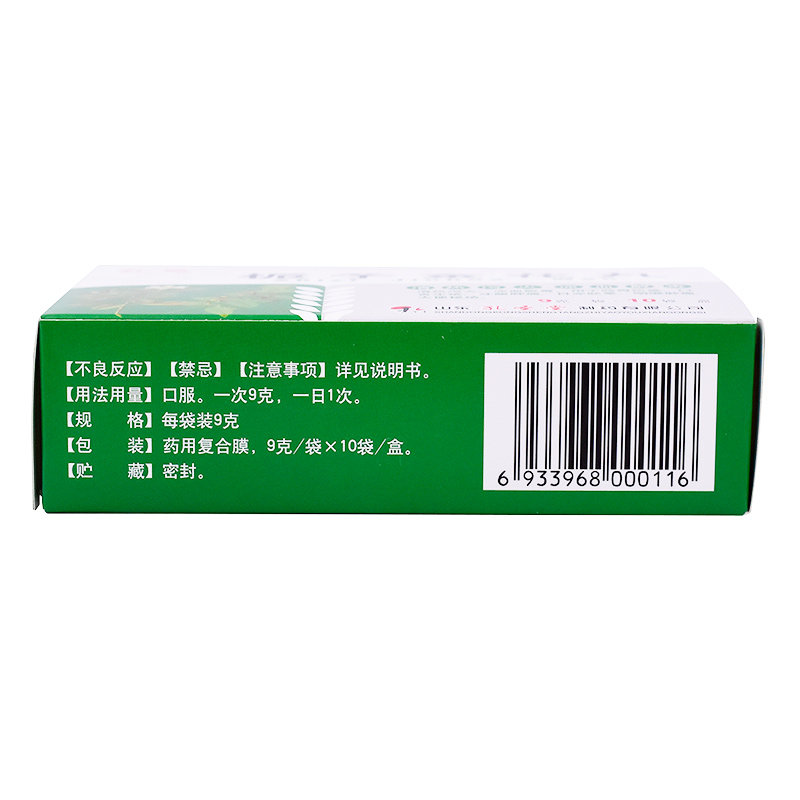 【不良反应】【禁忌】【注意事项】详见说明书。
【用法用量】口服。一次9克，一日1次。
【规　　格】每袋装9克
【包　　装】药用复合膜，9克/袋×10袋/盒。
【贮　　藏】密封。
6 933968 000116